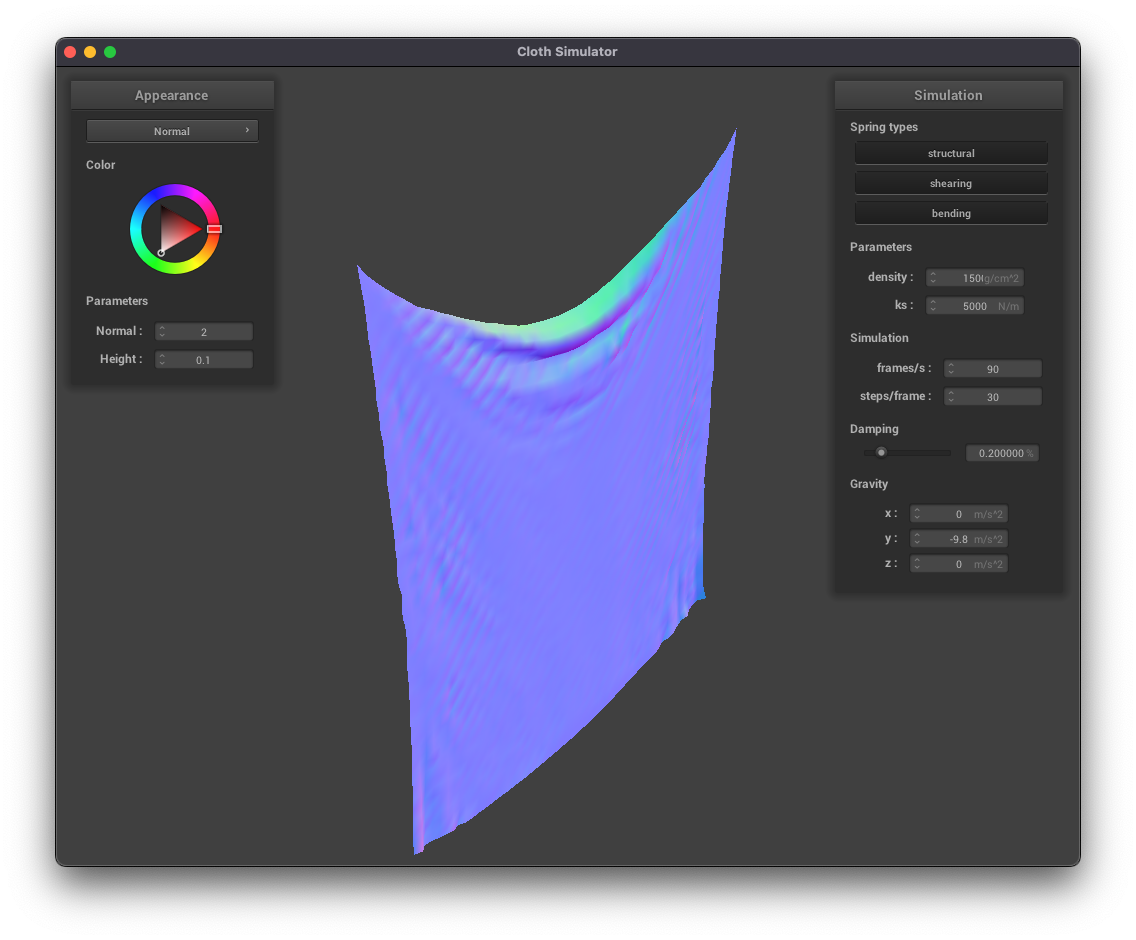 Cloth Simulator
Appearance
Normal
Color
Parameters
Normal : 2
Height : 0.1
Simulation
Spring types
structural
shearing
bending
Parameters
density : 150 g/cm^2
ks : 5000 N/m
Simulation
frames/s : 90
steps/frame : 30
Damping
0.200000 %
Gravity
x : 0 m/s^2
y : -9.8 m/s^2
z : 0 m/s^2